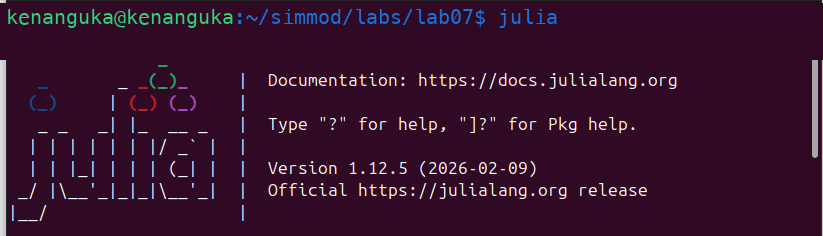 kenanguka@kenanguka:~/simmod/labs/lab07$ julia
               _
   _       _ _(_)_     |  Documentation: https://docs.julialang.org
  (_)     | (_) (_)    |
   _ _   _| |_  __ _   |  Type "?" for help, "]?" for Pkg help.
  | | | | | | |/ _` |  |
  | | |_| | | | (_| |  |  Version 1.12.5 (2026-02-09)
 _/ |\__'_|_|_|\__'_|  |  Official https://julialang.org release
|__/                   |